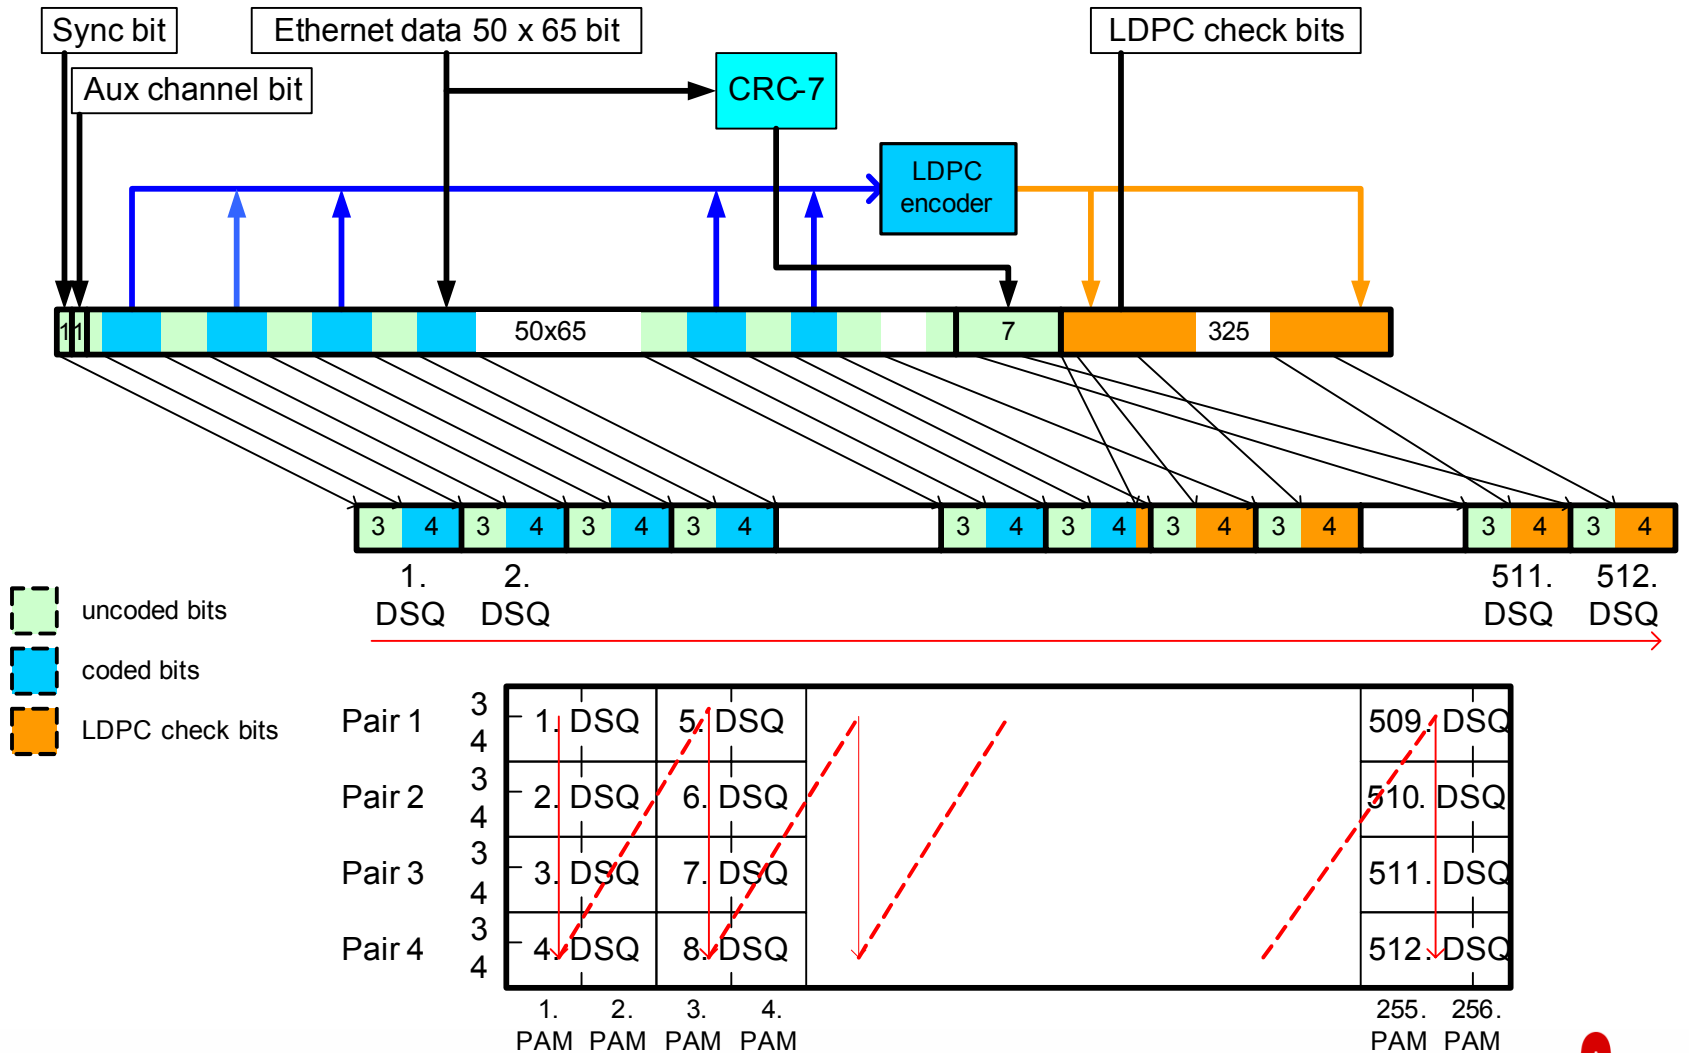 Sync bit
Ethernet data 50 x 65 bit
LDPC check bits
Aux channel bit
CRC-7
LDPC
encoder
1 1 50x65 7 325
3 4 3 4 3 4 3 4 3 4 3 4 3 4 3 4 3 4 3 4
1. 2. 511. 512.
DSQ DSQ DSQ DSQ
uncoded bits
coded bits
LDPC check bits
Pair 1 3 4 1. DSQ 5. DSQ 509. DSQ
Pair 2 3 4 2. DSQ 6. DSQ 510. DSQ
Pair 3 3 4 3. DSQ 7. DSQ 511. DSQ
Pair 4 3 4 4. DSQ 8. DSQ 512. DSQ
1. 2. 3. 4. 255. 256.
PAM PAM PAM PAM PAM PAM